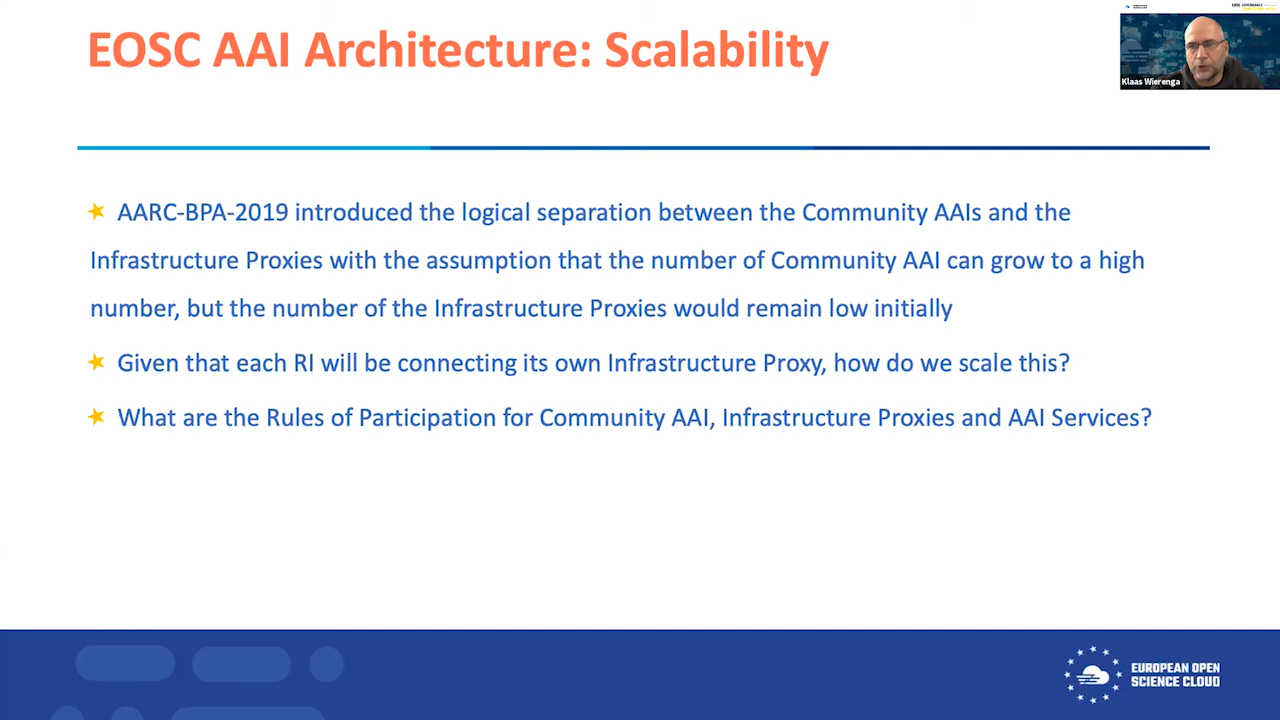 EOSC AAI Architecture: Scalability
Klaas Wierenga
AARC-BPA-2019 introduced the logical separation between the Community AAIs and the
Infrastructure Proxies with the assumption that the number of Community AAI can grow to a high
number, but the number of the Infrastructure Proxies would remain low initially
Given that each RI will be connecting its own Infrastructure Proxy, how do we scale this?
What are the Rules of Participation for Community AAI, Infrastructure Proxies and AAI Services?
EUROPEAN OPEN
SCIENCE CLOUD